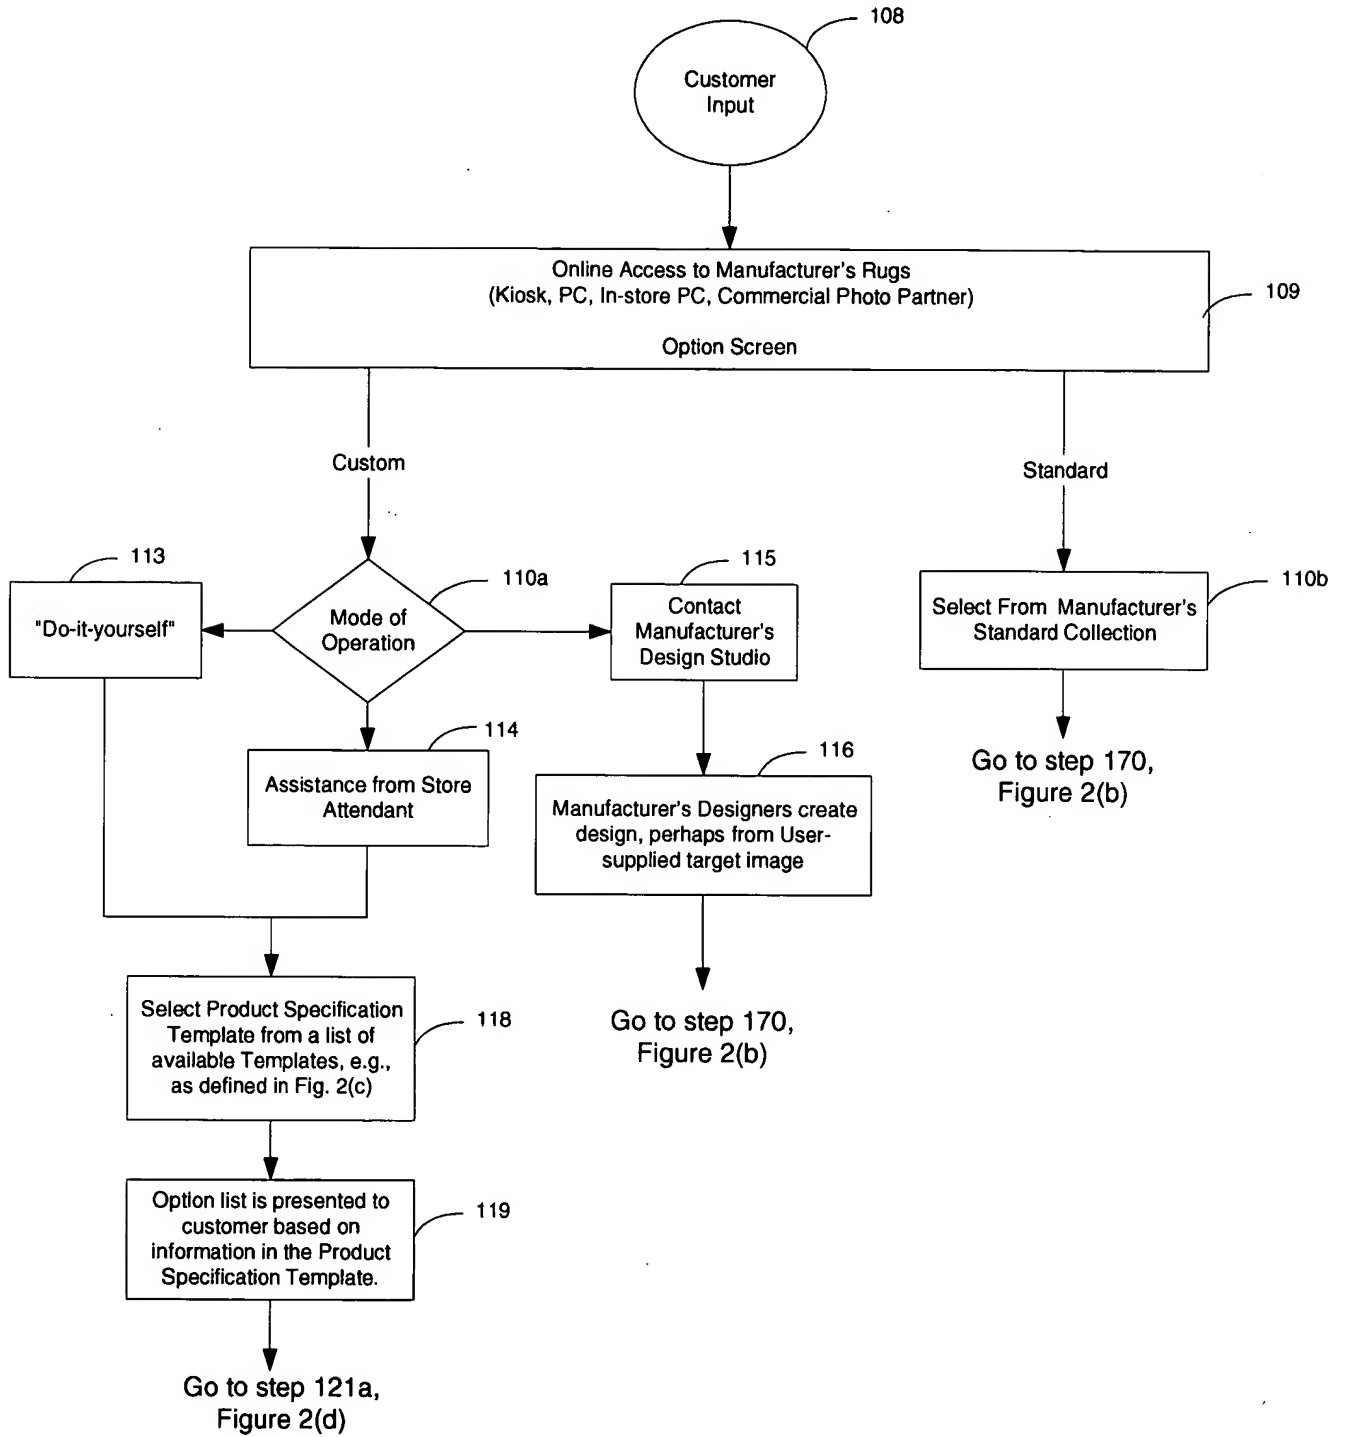 108
Customer
Input
Online Access to Manufacturer's Rugs
(Kiosk, PC, In-store PC, Commercial Photo Partner)
109
Option Screen
Custom
Standard
113
110a
115
110b
"Do-it-yourself"
Mode of
Operation
Contact
Manufacturer's
Design Studio
Select From Manufacturer's
Standard Collection
114
116
Assistance from Store
Attendant
Manufacturer's Designers create
design, perhaps from User-
supplied target image
Go to step 170,
Figure 2(b)
Select Product Specification
Template from a list of
available Templates, e.g.,
as defined in Fig. 2(c)
118
Go to step 170,
Figure 2(b)
Option list is presented to
customer based on
information in the Product
Specification Template.
119
Go to step 121a,
Figure 2(d)